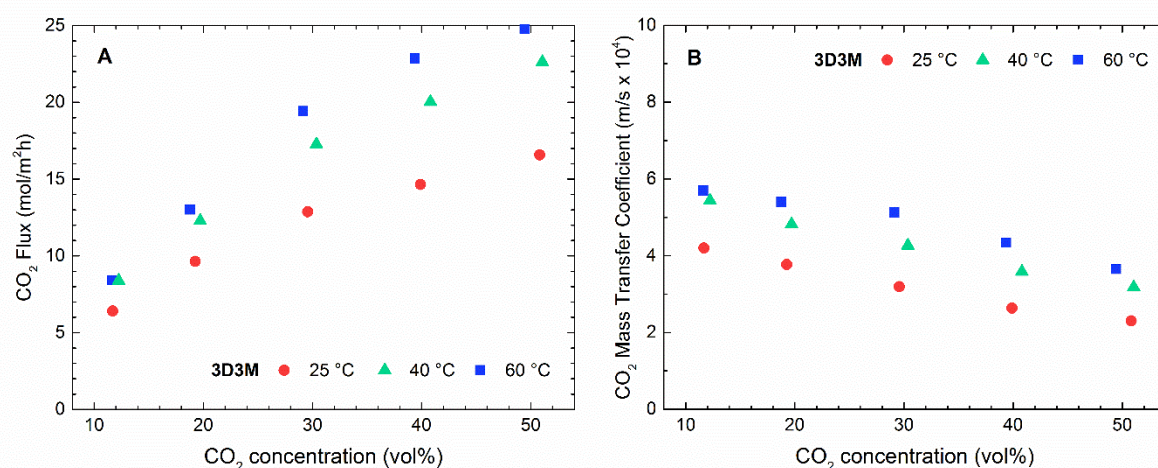 A
CO₂ Flux (mol/m²h)
25
20
15
10
5
0
3D3M 25 °C 40 °C 60 °C
10 20 30 40 50
CO₂ concentration (vol%)
B
3D3M 25 °C 40 °C 60 °C
CO₂ Mass Transfer Coefficient (m/s x 10⁴)
10
8
6
4
2
0
10 20 30 40 50
CO₂ concentration (vol%)